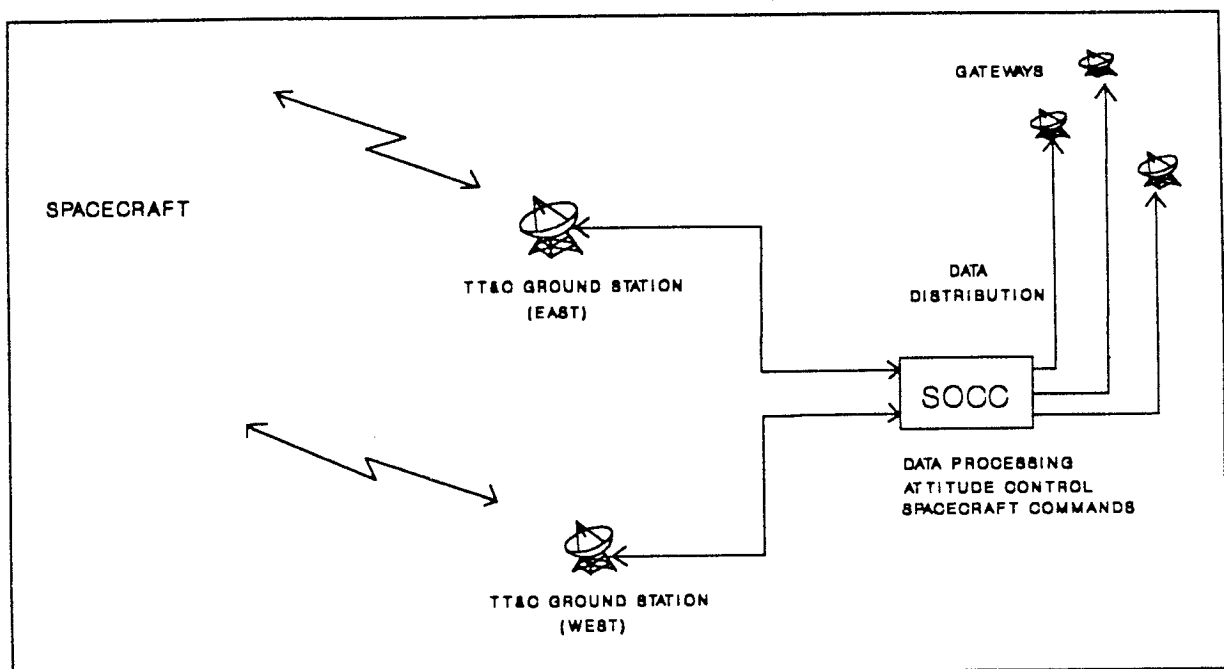 GATEWAYS
SPACECRAFT
TT&C GROUND STATION
(EAST)
DATA
DISTRIBUTION
SOCC
DATA PROCESSING
ATTITUDE CONTROL
SPACECRAFT COMMANDS
TT&C GROUND STATION
(WEST)